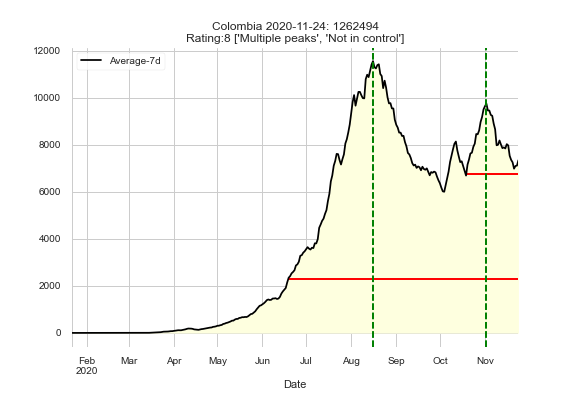 Colombia 2020-11-24: 1262494
Rating:8 ['Multiple peaks', 'Not in control']
Average-7d
12000
10000
8000
6000
4000
2000
0
Feb Mar Apr May Jun Jul Aug Sep Oct Nov
2020
Date